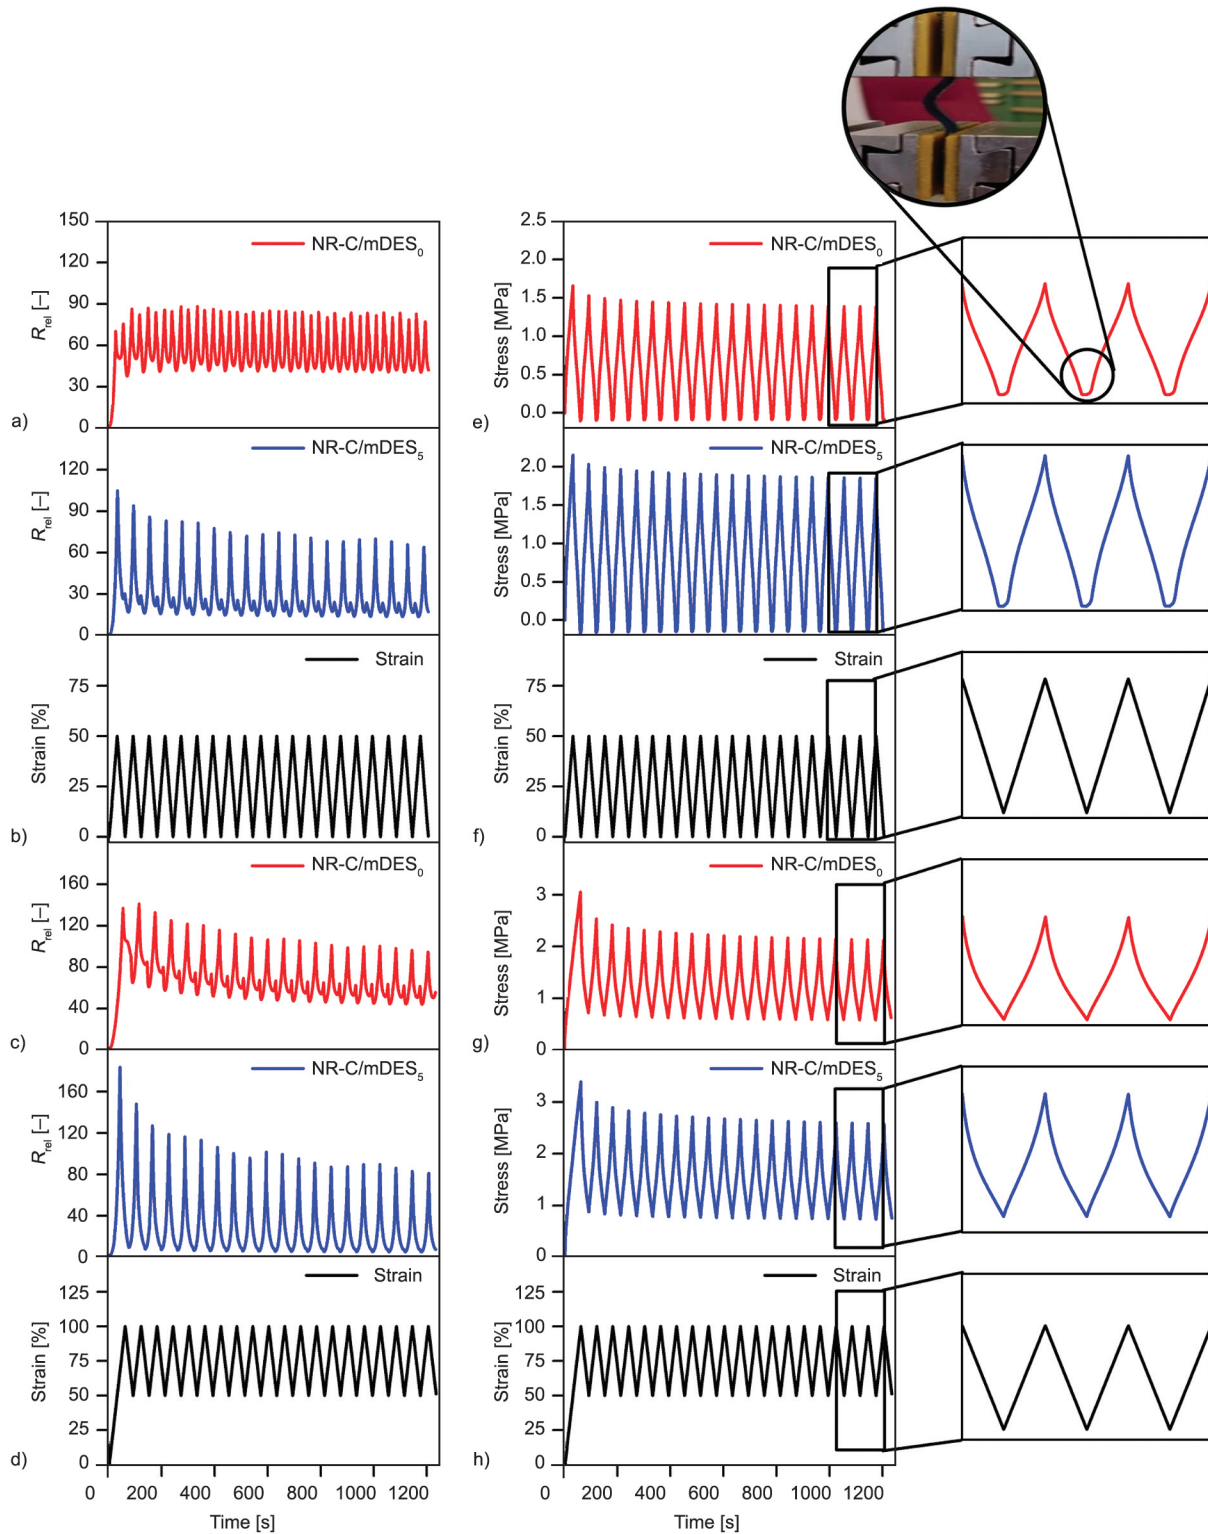 150
120
90
60
30
0
R_rel [–]
NR-C/mDES₀
a)
120
90
60
30
0
R_rel [–]
NR-C/mDES₅
75
50
25
0
Strain [%]
Strain
b)
160
120
80
40
0
R_rel [–]
NR-C/mDES₀
c)
160
120
80
40
0
R_rel [–]
NR-C/mDES₅
125
100
75
50
25
0
Strain [%]
Strain
d)
0 200 400 600 800 1000 1200
Time [s]
2.5
2.0
1.5
1.0
0.5
0.0
Stress [MPa]
NR-C/mDES₀
e)
2.0
1.5
1.0
0.5
0.0
Stress [MPa]
NR-C/mDES₅
75
50
25
0
Strain [%]
Strain
f)
3
2
1
0
Stress [MPa]
NR-C/mDES₀
g)
3
2
1
0
Stress [MPa]
NR-C/mDES₅
125
100
75
50
25
0
Strain [%]
Strain
h)
0 200 400 600 800 1000 1200
Time [s]